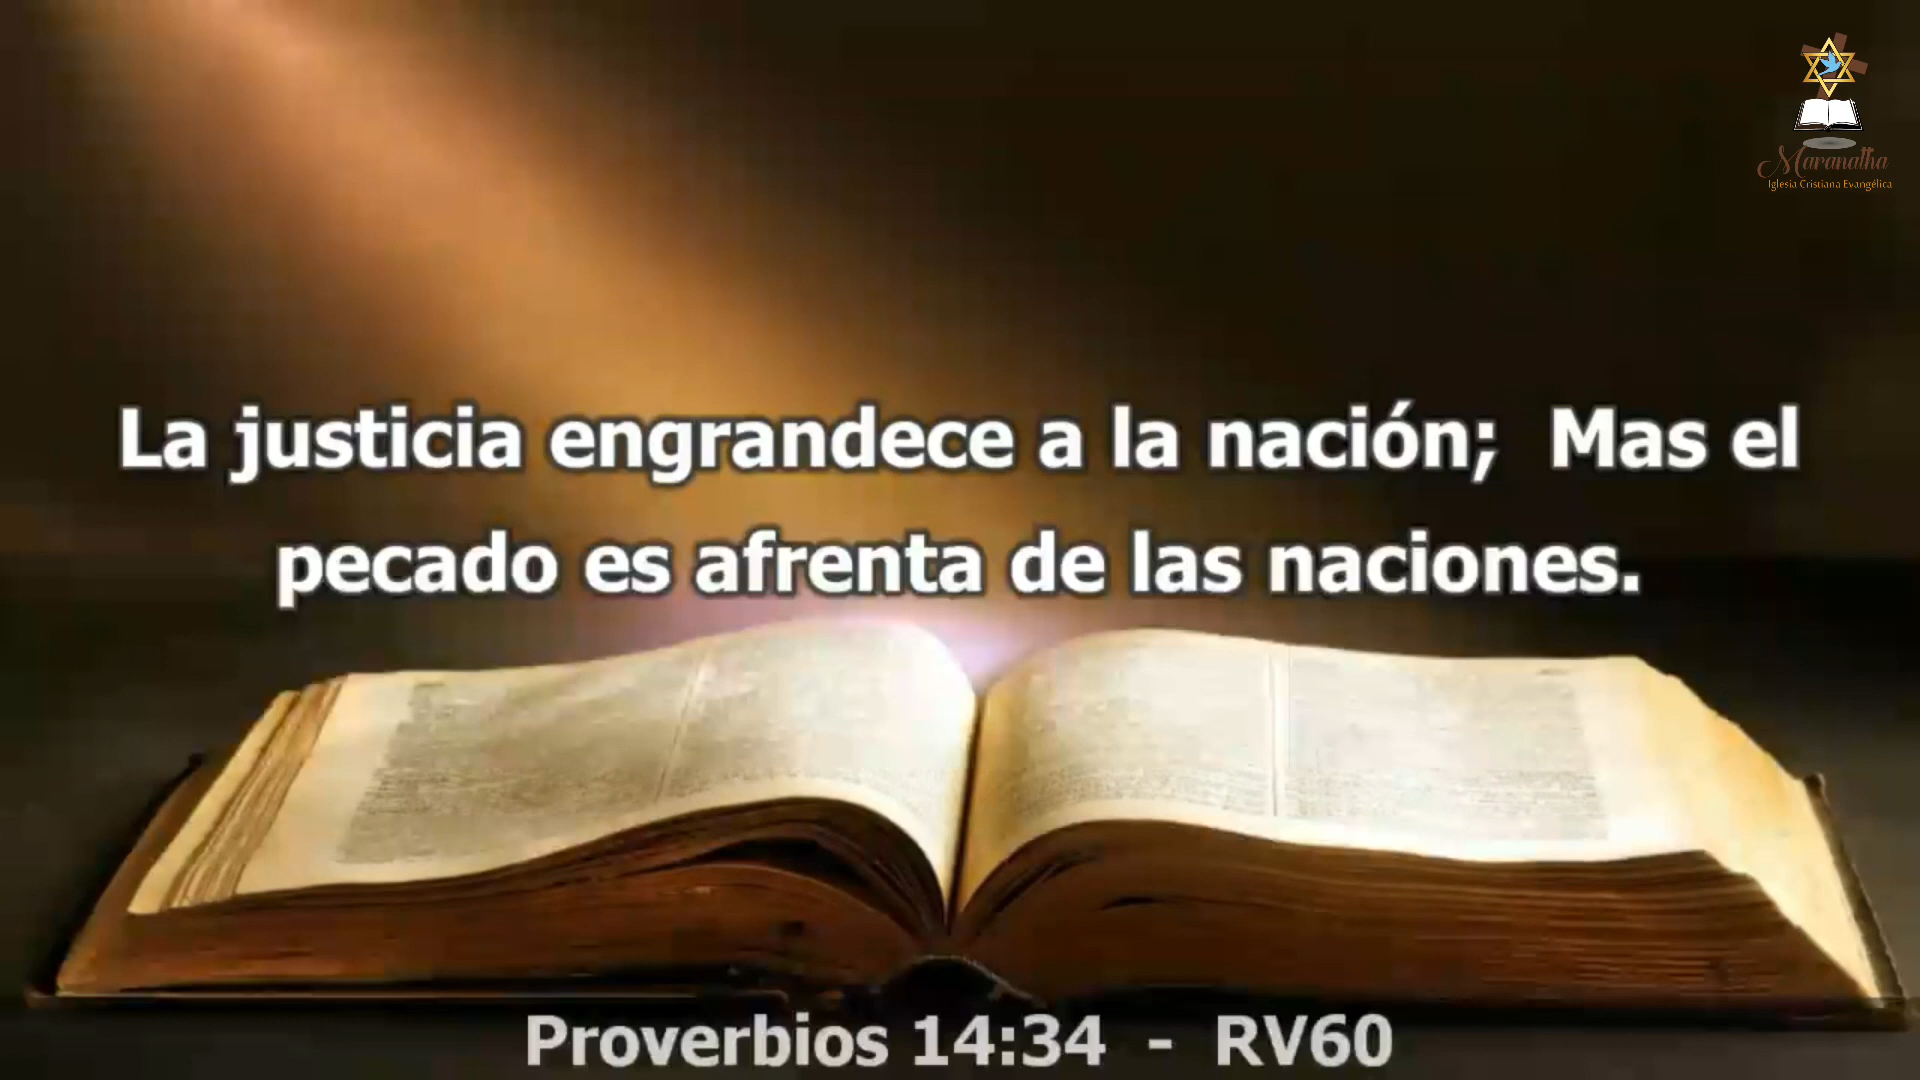 Maranatha
Iglesia Cristiana Evangélica
La justicia engrandece a la nación;  Mas el
pecado es afrenta de las naciones.
Proverbios 14:34  -  RV60